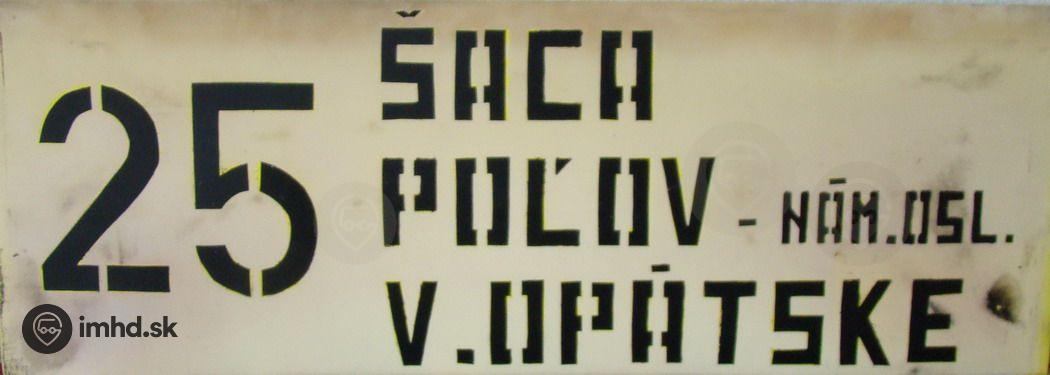 25
ŠACA
POĽOV - NÁM.OSL.
V.OPÁTSKE
imhd.sk